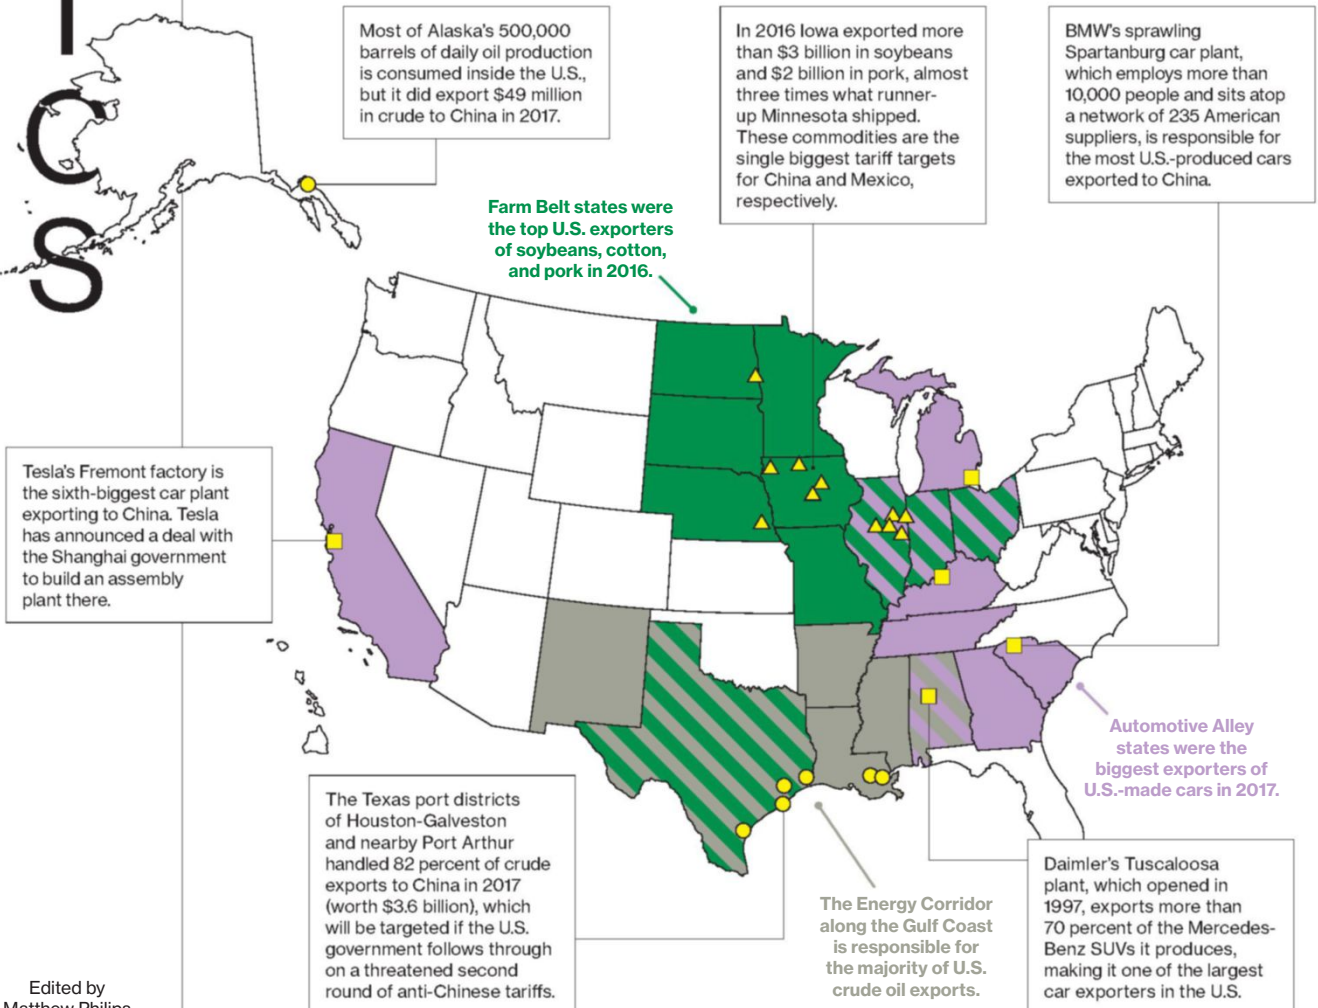 I
C
S
Most of Alaska's 500,000
barrels of daily oil production
is consumed inside the U.S.,
but it did export $49 million
in crude to China in 2017.
In 2016 Iowa exported more
than $3 billion in soybeans
and $2 billion in pork, almost
three times what runner-
up Minnesota shipped.
These commodities are the
single biggest tariff targets
for China and Mexico,
respectively.
BMW's sprawling
Spartanburg car plant,
which employs more than
10,000 people and sits atop
a network of 235 American
suppliers, is responsible for
the most U.S.-produced cars
exported to China.
Farm Belt states were
the top U.S. exporters
of soybeans, cotton,
and pork in 2016.
Tesla's Fremont factory is
the sixth-biggest car plant
exporting to China. Tesla
has announced a deal with
the Shanghai government
to build an assembly
plant there.
Automotive Alley
states were the
biggest exporters of
U.S.-made cars in 2017.
The Texas port districts
of Houston-Galveston
and nearby Port Arthur
handled 82 percent of crude
exports to China in 2017
(worth $3.6 billion), which
will be targeted if the U.S.
government follows through
on a threatened second
round of anti-Chinese tariffs.
The Energy Corridor
along the Gulf Coast
is responsible for
the majority of U.S.
crude oil exports.
Daimler's Tuscaloosa
plant, which opened in
1997, exports more than
70 percent of the Mercedes-
Benz SUVs it produces,
making it one of the largest
car exporters in the U.S.
Edited by
Matthew Philips